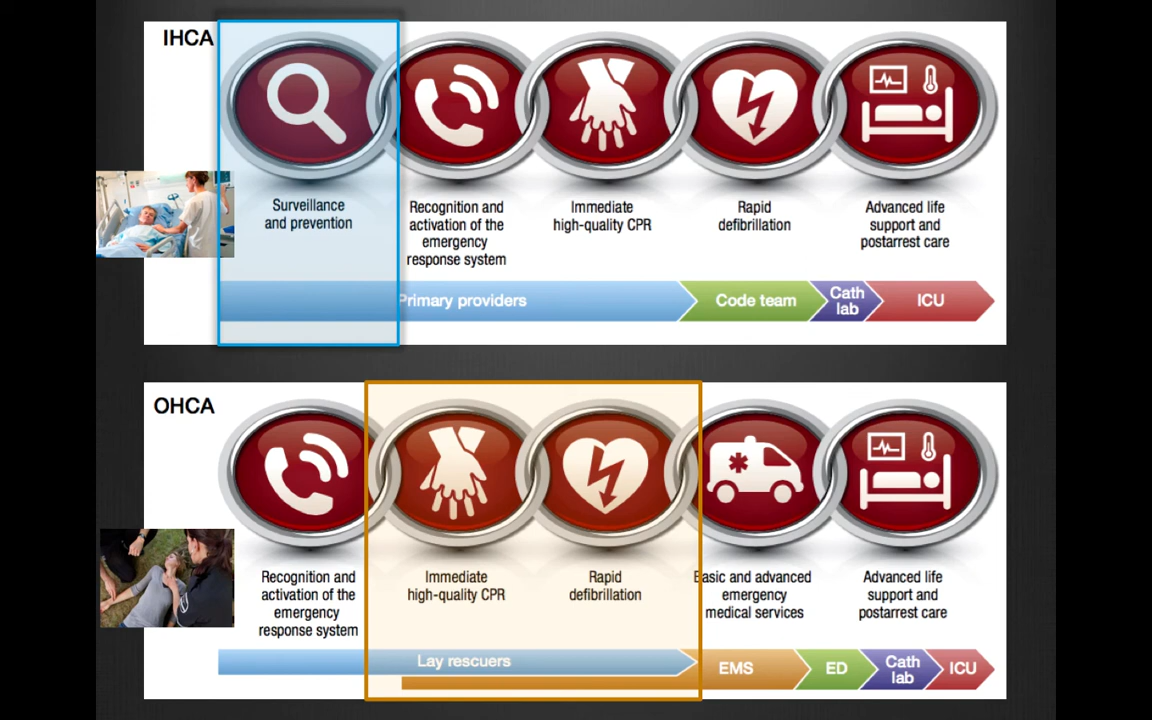 IHCA
Surveillance
and prevention
Recognition and
activation of the
emergency
response system
Immediate
high-quality CPR
Rapid
defibrillation
Advanced life
support and
postarrest care
Primary providers
Code team
Cath
lab
ICU
OHCA
Recognition and
activation of the
emergency
response system
Immediate
high-quality CPR
Rapid
defibrillation
Basic and advanced
emergency
medical services
Advanced life
support and
postarrest care
Lay rescuers
EMS
ED
Cath
lab
ICU